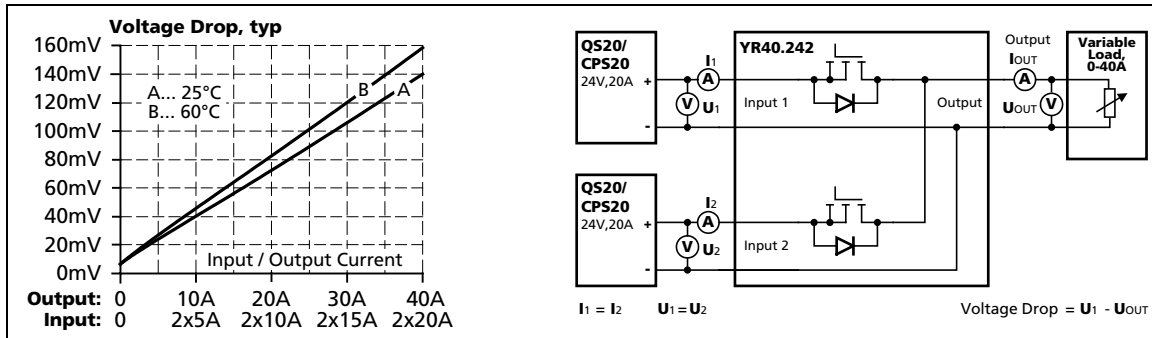 Voltage Drop, typ
160mV
140mV
120mV
100mV
80mV
60mV
40mV
20mV
0mV
A... 25°C
B... 60°C
B
A
Input / Output Current
Output: 0 10A 20A 30A 40A
Input: 0 2x5A 2x10A 2x15A 2x20A
QS20/
CPS20
24V,20A
+
-
I1
A
V
U1
YR40.242
Input 1
Output
Output
IOUT
A
UOUT
V
Variable
Load,
0-40A
QS20/
CPS20
24V,20A
+
-
I2
A
V
U2
Input 2
I1 = I2 U1 = U2
Voltage Drop = U1 - UOUT